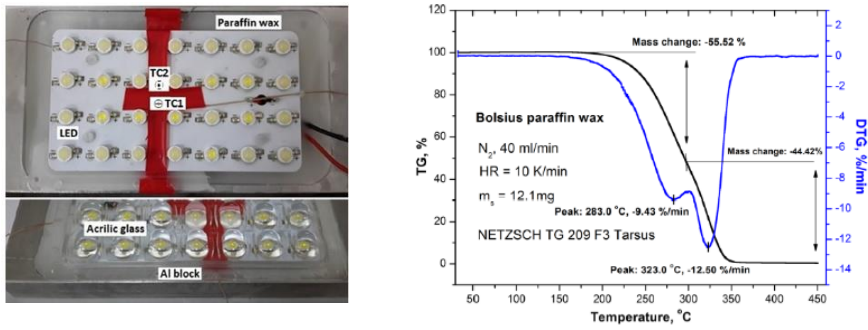 Paraffin wax
TC2
TC1
LED
Acrilic glass
Al block
Mass change: -55.52 %
Bolsius paraffin wax
N2, 40 ml/min
HR = 10 K/min
ms = 12.1mg
Mass change: -44.42%
Peak: 283.0 °C, -9.43 %/min
NETZSCH TG 209 F3 Tarsus
Peak: 323.0 °C, -12.50 %/min
TG, %
120
100
80
60
40
20
0
DTG, %/min
2
0
-2
-4
-6
-8
-10
-12
-14
50 100 150 200 250 300 350 400 450
Temperature, °C